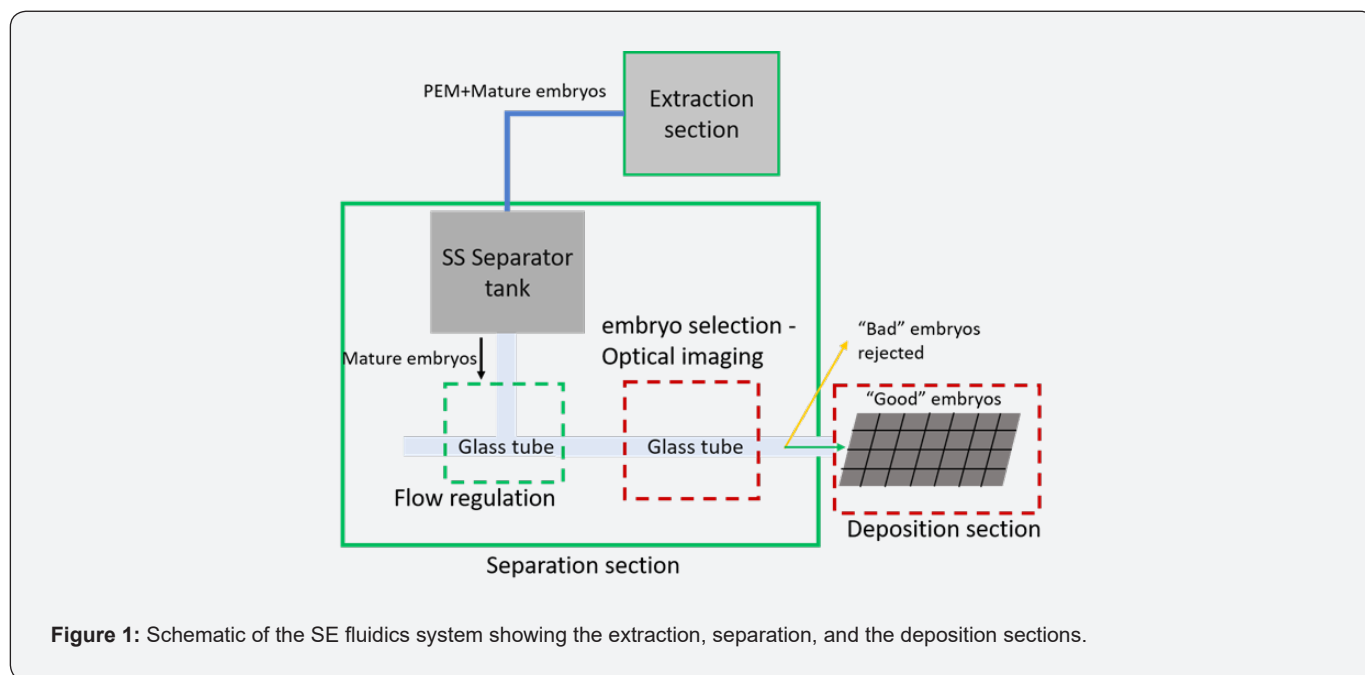 PEM+Mature embryos
Extraction
section
SS Separator
tank
Mature embryos
embryo selection -
Optical imaging
"Bad" embryos
rejected
"Good" embryos
Glass tube
Glass tube
Flow regulation
Deposition section
Separation section
Figure 1: Schematic of the SE fluidics system showing the extraction, separation, and the deposition sections.